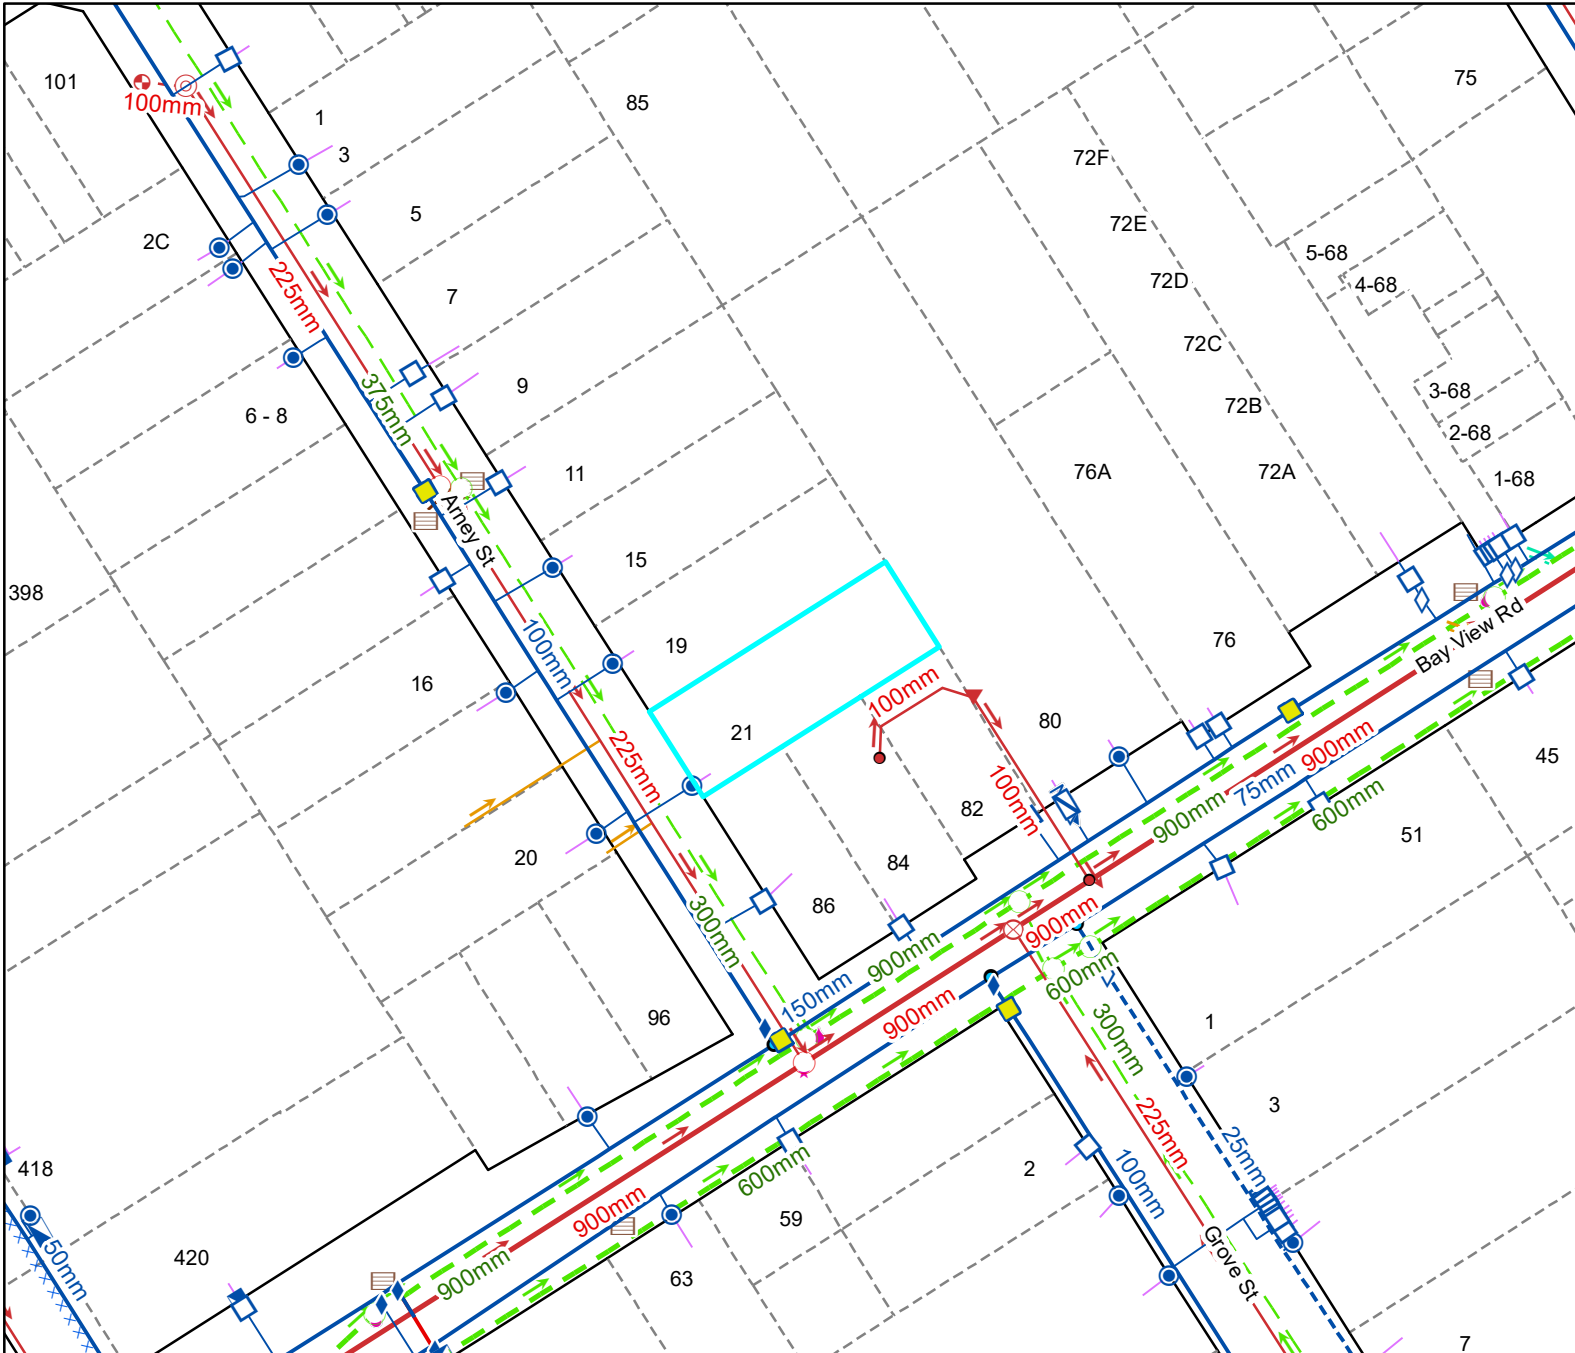 101
100mm
1
3
85
75
72F
5
2C
72E
5-68
225mm
7
72D
4-68
72C
375mm
9
6 - 8
72B
3-68
2-68
11
76A
72A
1-68
Arney St
15
398
100mm
19
76
Bay View Rd
16
100mm
21
80
225mm
100mm
75mm
900mm
45
20
82
900mm
600mm
51
84
300mm
86
900mm
900mm
150mm
600mm
96
900mm
300mm
1
3
225mm
418
600mm
2
100mm
25mm
59
900mm
50mm
420
900mm
63
Grove St
7